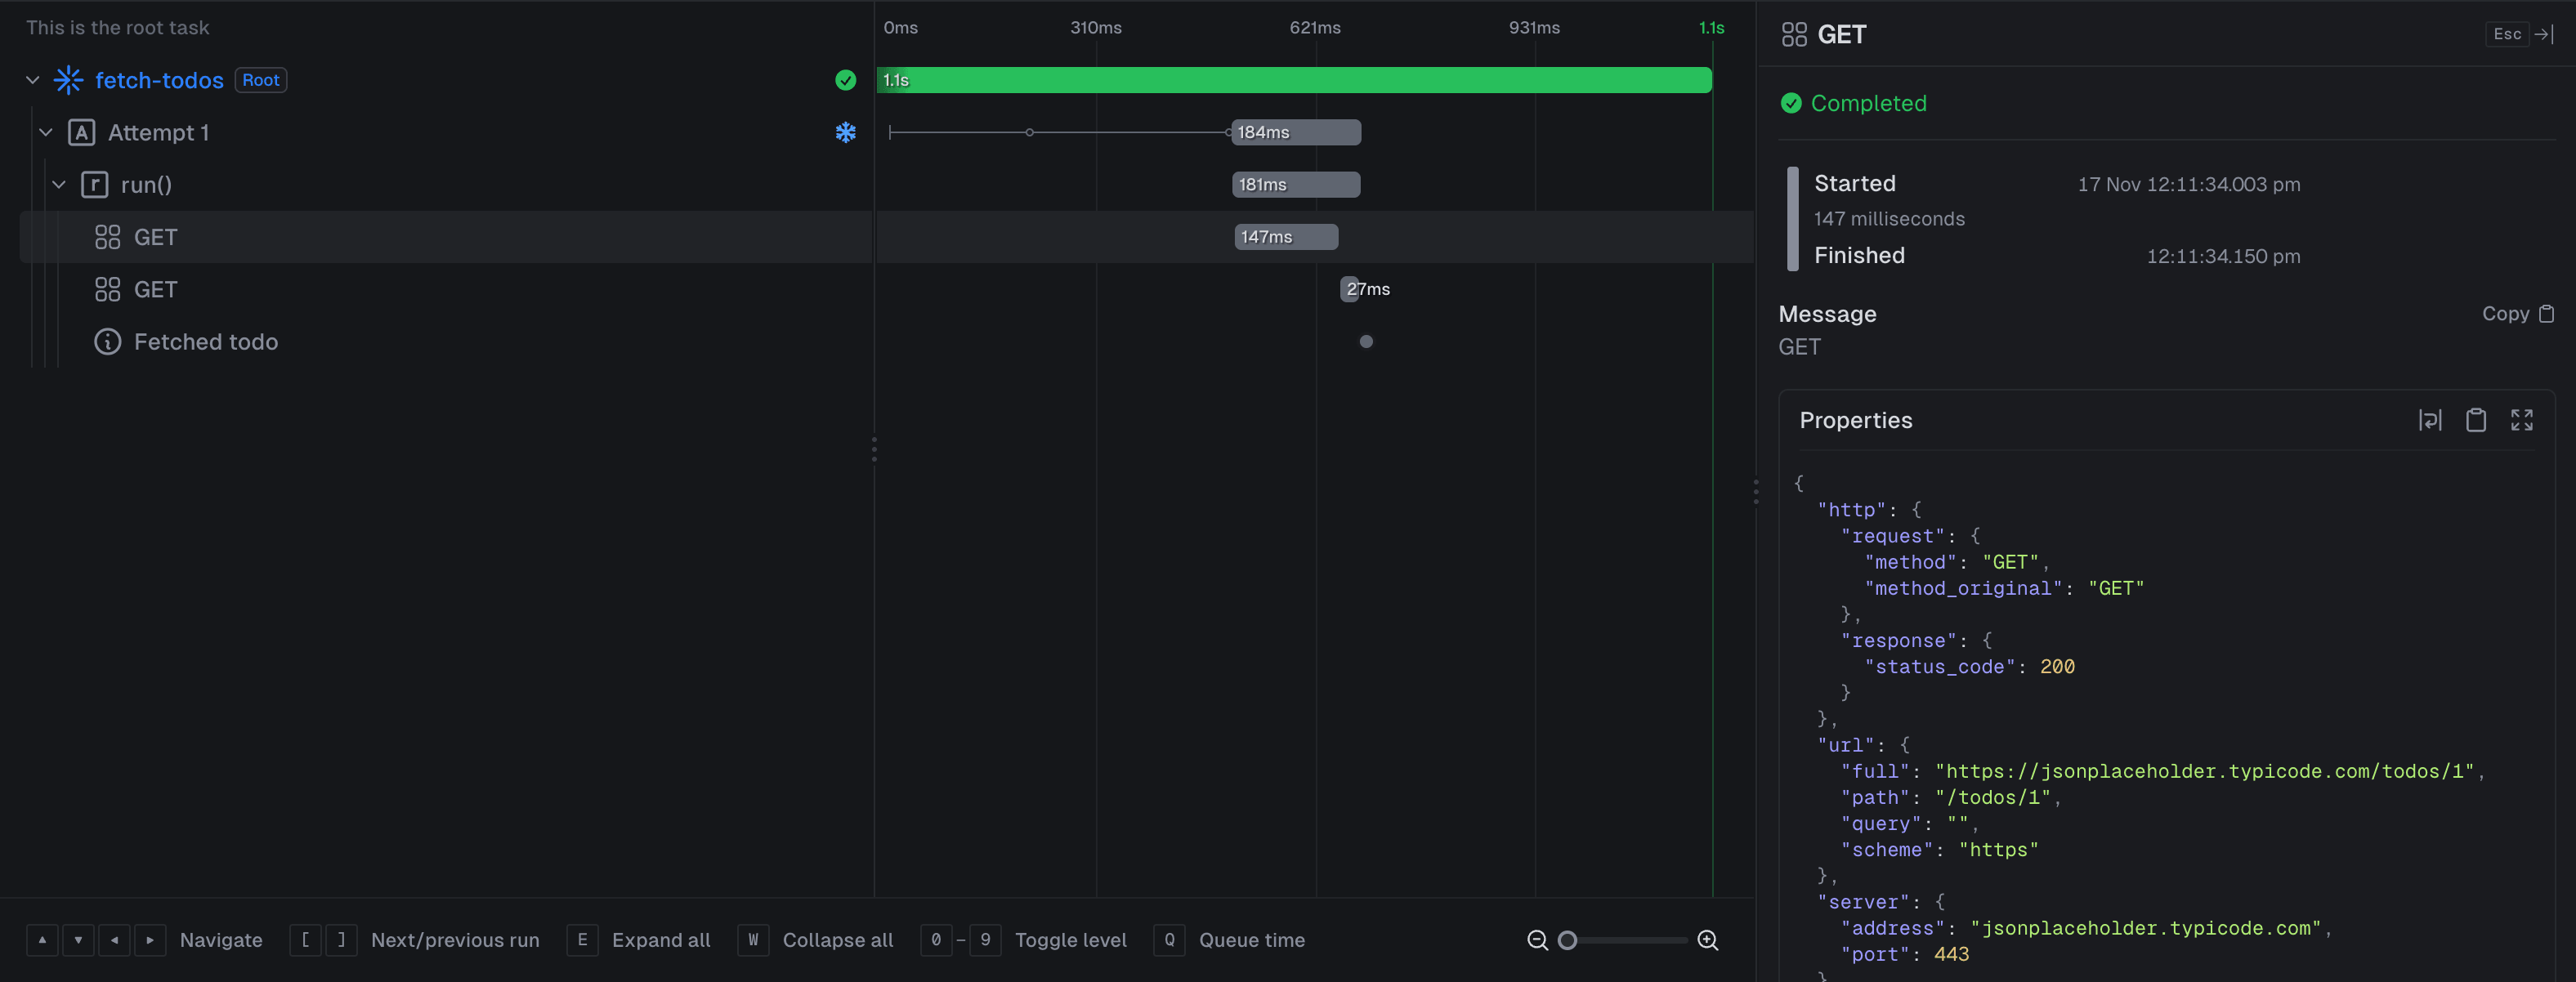 This is the root task
0ms 310ms 621ms 931ms 1.1s
fetch-todos Root
1.1s
A Attempt 1
184ms
r run()
181ms
GET
147ms
GET
27ms
Fetched todo
Navigate [ ] Next/previous run E Expand all W Collapse all 0 – 9 Toggle level Q Queue time
GET Esc
Completed
Started 17 Nov 12:11:34.003 pm
147 milliseconds
Finished 12:11:34.150 pm
Message Copy
GET
Properties
{
"http": {
"request": {
"method": "GET",
"method_original": "GET"
},
"response": {
"status_code": 200
}
},
"url": {
"full": "https://jsonplaceholder.typicode.com/todos/1",
"path": "/todos/1",
"query": "",
"scheme": "https"
},
"server": {
"address": "jsonplaceholder.typicode.com",
"port": 443
}